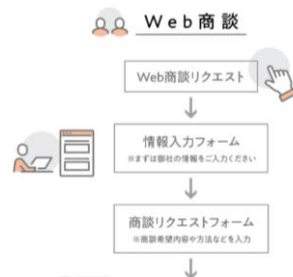 Web商談
Web商談リクエスト
情報入力フォーム
※まずは御社の情報をご入力ください
商談リクエストフォーム
※商談希望内容や方法などを入力